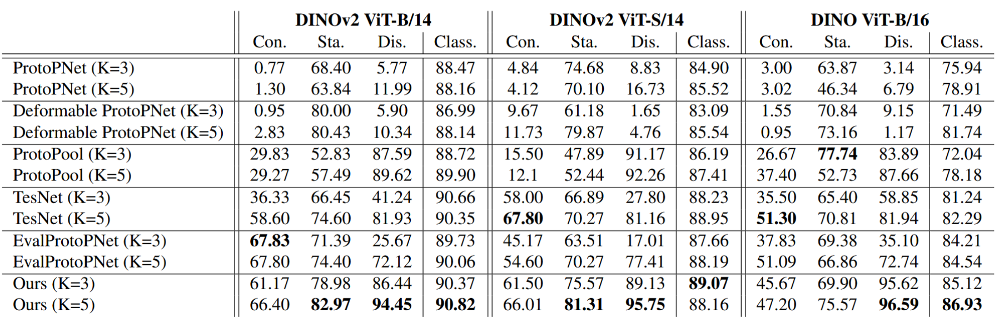 DINOv2 ViT-B/14 DINOv2 ViT-S/14 DINO ViT-B/16
Con. Sta. Dis. Class. Con. Sta. Dis. Class. Con. Sta. Dis. Class.
ProtoPNet (K=3) 0.77 68.40 5.77 88.47 4.84 74.68 8.83 84.90 3.00 63.87 3.14 75.94
ProtoPNet (K=5) 1.30 63.84 11.99 88.16 4.12 70.10 16.73 85.52 3.02 46.34 6.79 78.91
Deformable ProtoPNet (K=3) 0.95 80.00 5.90 86.99 9.67 61.18 1.65 83.09 1.55 70.84 9.15 71.49
Deformable ProtoPNet (K=5) 2.83 80.43 10.34 88.14 11.73 79.87 4.76 85.54 0.95 73.16 1.17 81.74
ProtoPool (K=3) 29.83 52.83 87.59 88.72 15.50 47.89 91.17 86.19 26.67 77.74 83.89 72.04
ProtoPool (K=5) 29.27 57.49 89.62 89.90 12.1 52.44 92.26 87.41 37.40 52.73 87.66 78.18
TesNet (K=3) 36.33 66.45 41.24 90.66 58.00 66.89 27.80 88.23 35.50 65.40 58.85 81.24
TesNet (K=5) 58.60 74.60 81.93 90.35 67.80 70.27 81.16 88.95 51.30 70.81 81.94 82.29
EvalProtoPNet (K=3) 67.83 71.39 25.67 89.73 45.17 63.51 17.01 87.66 37.83 69.38 35.10 84.21
EvalProtoPNet (K=5) 67.80 74.40 72.12 90.06 54.60 70.27 77.41 88.19 51.09 66.86 72.74 84.54
Ours (K=3) 61.17 78.98 86.44 90.37 61.50 75.57 89.13 89.07 45.67 69.90 95.62 85.12
Ours (K=5) 66.40 82.97 94.45 90.82 66.01 81.31 95.75 88.16 47.20 75.57 96.59 86.93